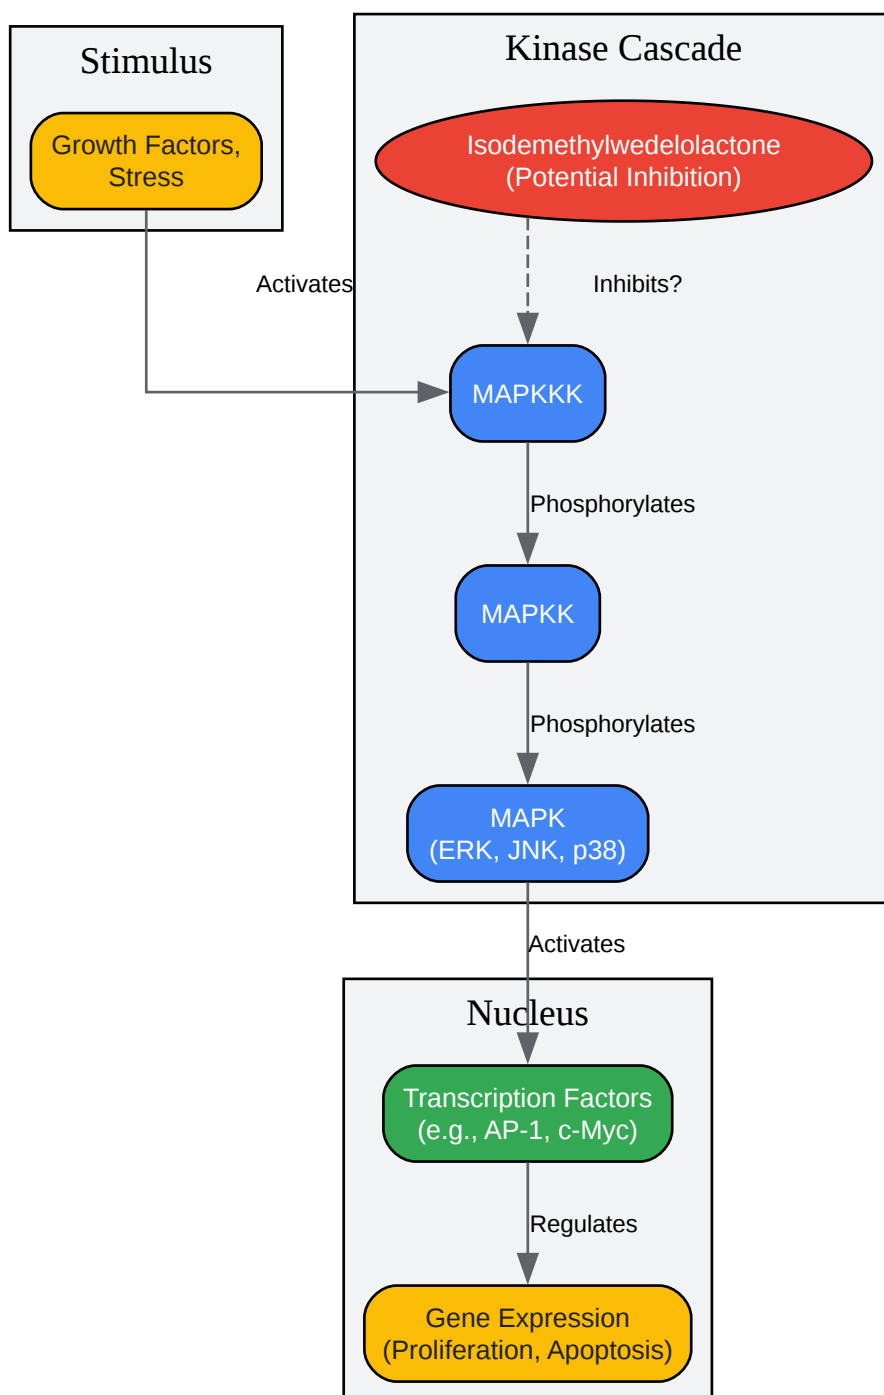 Stimulus
Growth Factors,
Stress
Kinase Cascade
Isodemethylwedelolactone
(Potential Inhibition)
Activates
Inhibits?
MAPKKK
Phosphorylates
MAPKK
Phosphorylates
MAPK
(ERK, JNK, p38)
Activates
Nucleus
Transcription Factors
(e.g., AP-1, c-Myc)
Regulates
Gene Expression
(Proliferation, Apoptosis)